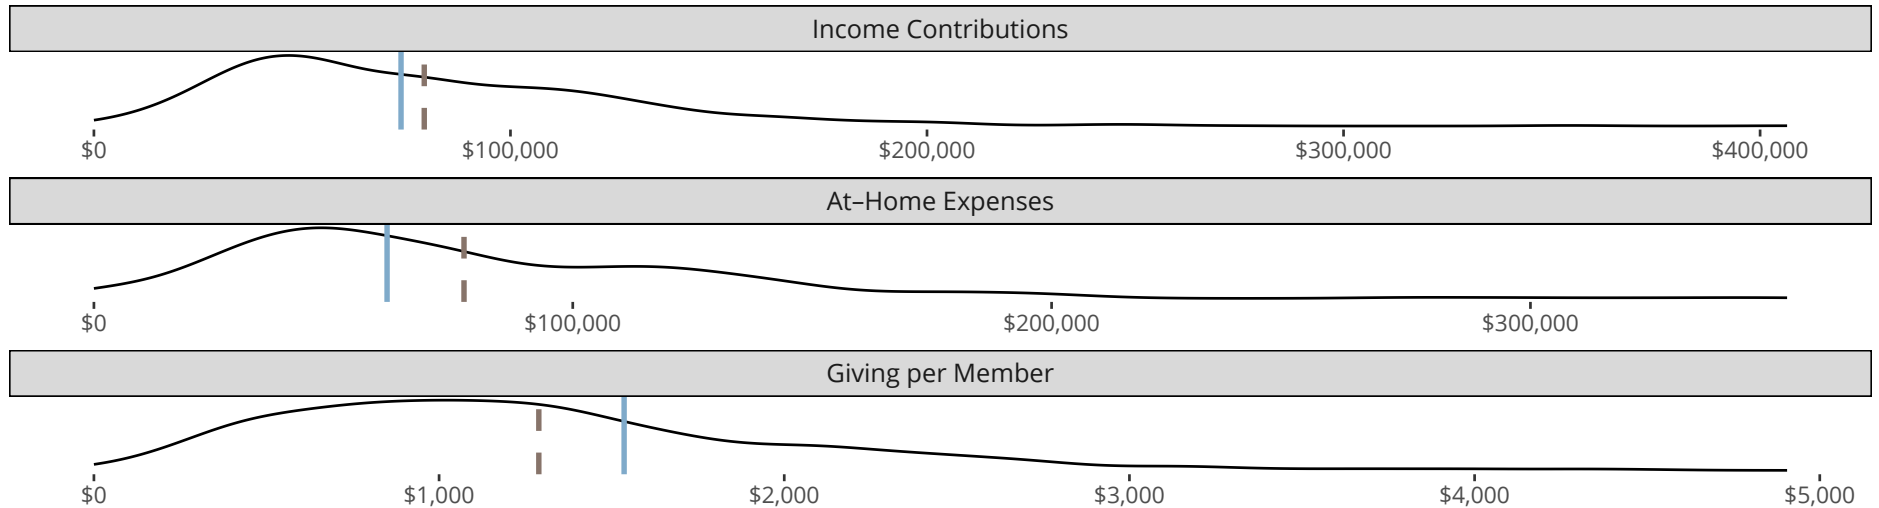 Income Contributions
$0 $100,000 $200,000 $300,000 $400,000
At–Home Expenses
$0 $100,000 $200,000 $300,000
Giving per Member
$0 $1,000 $2,000 $3,000 $4,000 $5,000